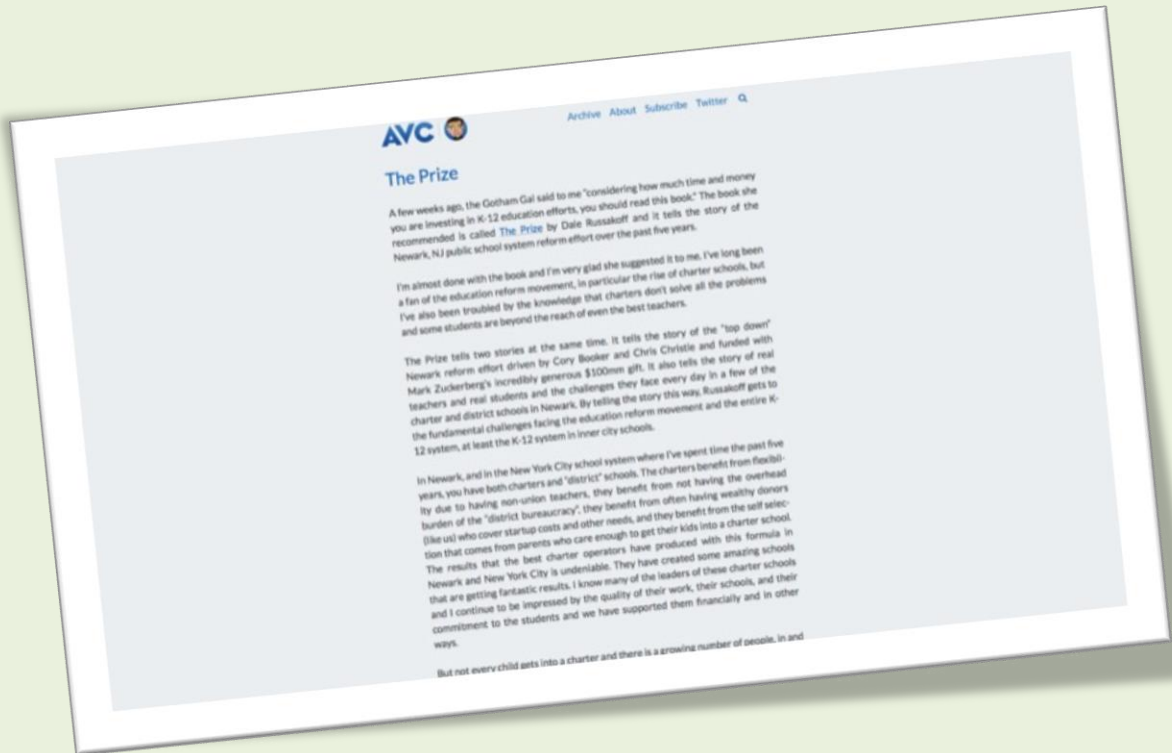 AVC
Archive About Subscribe Twitter
The Prize
A few weeks ago, the Gotham Gal said to me "considering how much time and money
you are investing in K-12 education efforts, you should read this book." The book she
recommended is called The Prize by Dale Russakoff and it tells the story of the
Newark, NJ public school system reform effort over the past five years.
I'm almost done with the book and I'm very glad she suggested it to me. I've long been
a fan of the education reform movement, in particular the rise of charter schools, but
I've also been troubled by the knowledge that charters don't solve all the problems
and some students are beyond the reach of even the best teachers.
The Prize tells two stories at the same time. It tells the story of the "top down"
Newark reform effort driven by Cory Booker and Chris Christie and funded with
Mark Zuckerberg's incredibly generous $100mm gift. It also tells the story of real
teachers and real students and the challenges they face every day in a few of the
charter and district schools in Newark. By telling the story this way, Russakoff gets to
the fundamental challenges facing the education reform movement and the entire K-
12 system, at least the K-12 system in inner city schools.
In Newark, and in the New York City school system where I've spent time the past five
years, you have both charters and "district" schools. The charters benefit from flexibili-
ty due to having non-union teachers, they benefit from not having the overhead
burden of the "district bureaucracy", they benefit from often having wealthy donors
(like us) who cover startup costs and other needs, and they benefit from the self selec-
tion that comes from parents who care enough to get their kids into a charter school.
The results that the best charter operators have produced with this formula in
Newark and New York City is undeniable. They have created some amazing schools
that are getting fantastic results. I know many of the leaders of these charter schools
and I continue to be impressed by the quality of their work, their schools, and their
commitment to the students and we have supported them financially and in other
ways.
But not every child gets into a charter and there is a growing number of people, in and